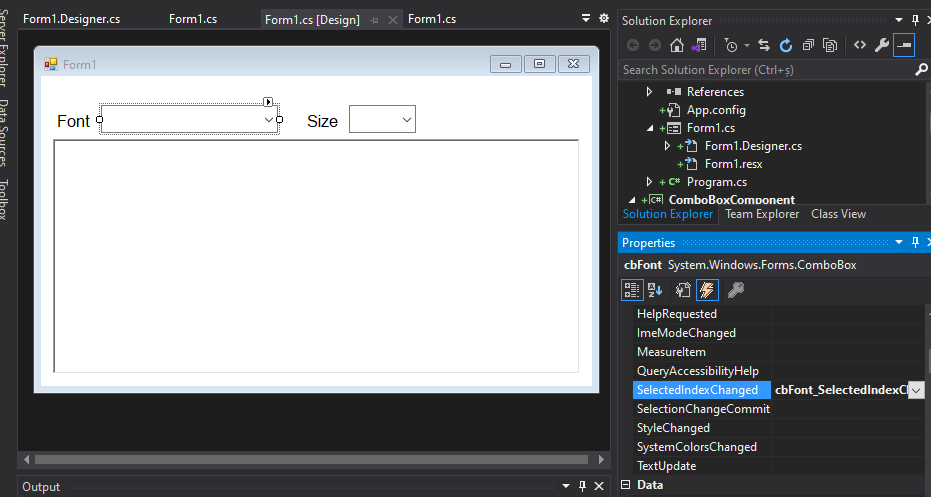 Form1.Designer.cs Form1.cs Form1.cs [Design] Form1.cs
Server Explorer
Data Sources
Toolbox
Form1
Font
Size
Output
Solution Explorer
Search Solution Explorer (Ctrl+ş)
References
App.config
Form1.cs
Form1.Designer.cs
Form1.resx
C# Program.cs
C# ComboBoxComponent
Solution Explorer Team Explorer Class View
Properties
cbFont System.Windows.Forms.ComboBox
HelpRequested
ImeModeChanged
MeasureItem
QueryAccessibilityHelp
SelectedIndexChanged cbFont_SelectedIndexCl
SelectionChangeCommit
StyleChanged
SystemColorsChanged
TextUpdate
Data